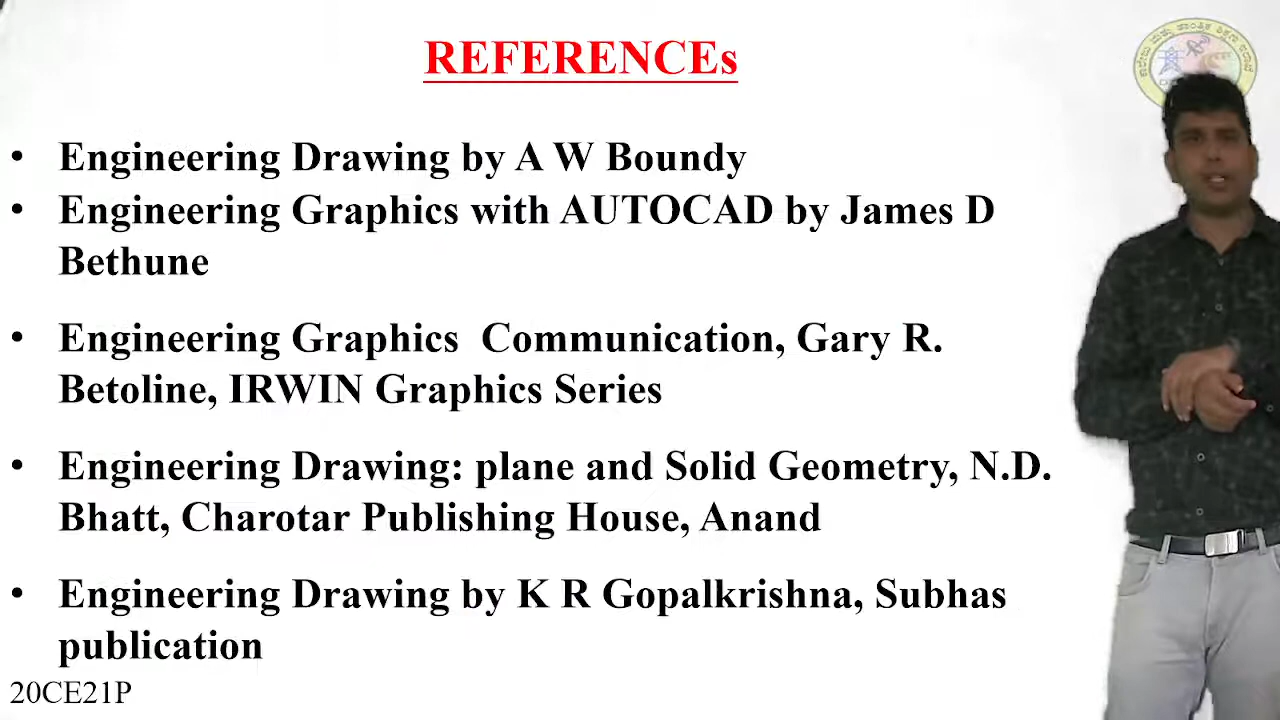 REFERENCEs
• Engineering Drawing by A W Boundy
• Engineering Graphics with AUTOCAD by James D
Bethune
• Engineering Graphics  Communication, Gary R.
Betoline, IRWIN Graphics Series
• Engineering Drawing: plane and Solid Geometry, N.D.
Bhatt, Charotar Publishing House, Anand
• Engineering Drawing by K R Gopalkrishna, Subhas
publication
20CE21P